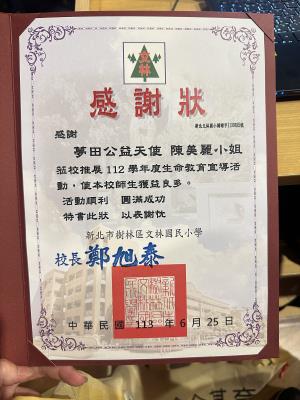 文林
感謝狀
感謝
夢田公益天使 陳美麗小姐
蒞校推展112學年度生命教育宣導活
動，使本校師生獲益良多。
活動順利 圓滿成功
特書此狀 以表謝忱
新北市樹林區文林國民小學
校長 鄭旭泰
中華民國 113 年 6 月 25 日